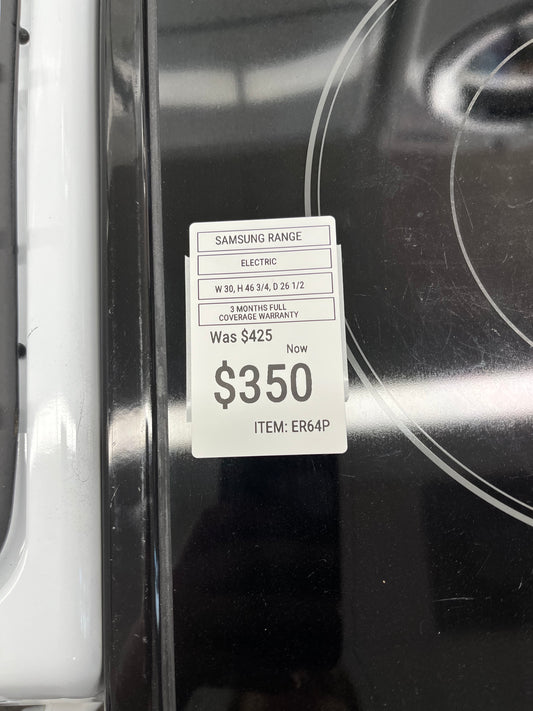 SAMSUNG RANGE
ELECTRIC
W 30, H 46 3/4, D 26 1/2
3 MONTHS FULL
COVERAGE WARRANTY
Was $425
Now
$350
ITEM: ER64P